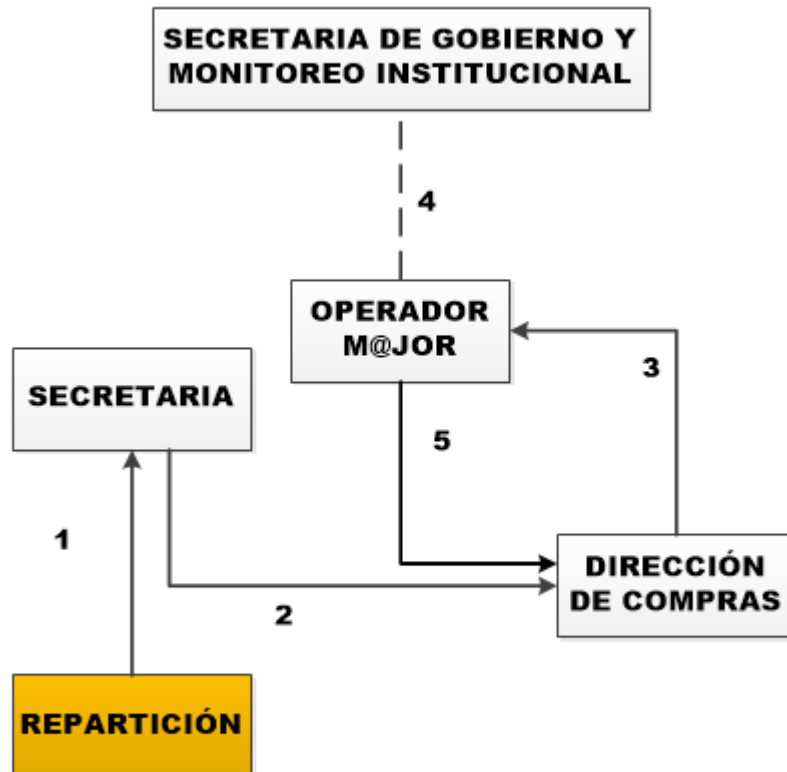 SECRETARIA DE GOBIERNO Y
MONITOREO INSTITUCIONAL
4
OPERADOR
M@JOR
3
SECRETARIA
5
1
DIRECCIÓN
DE COMPRAS
2
REPARTICIÓN